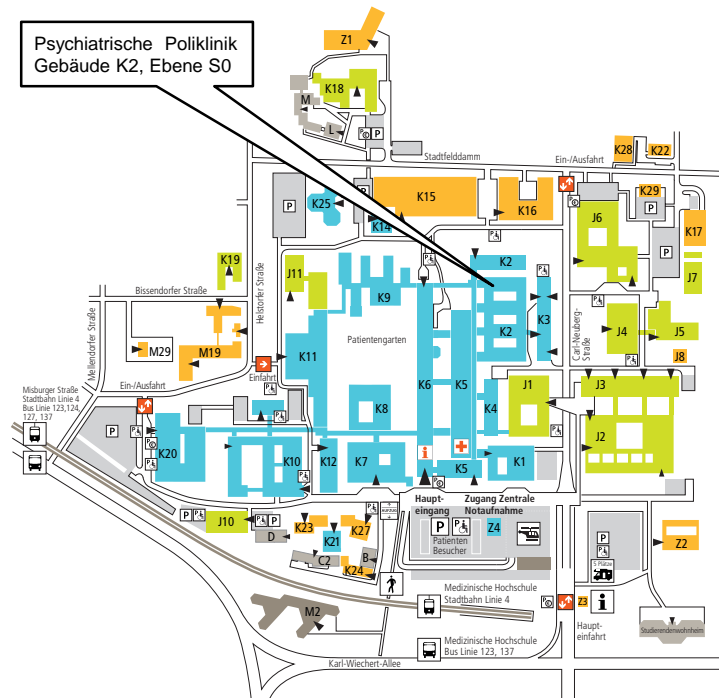 Psychiatrische Poliklinik
Gebäude K2, Ebene S0
Z1
K18
M
L
P
P
Stadtfelddamm
Ein-/Ausfahrt
K28
K22
K29
P
K17
K25
P
P
K14
K15
K16
P
J6
J7
K19
Bissendorfer Straße
Helstorfer Straße
Mellendorfer Straße
J11
K9
K2
K2
K3
P
P
P
Carl-Neuberg-
Straße
J4
J5
J8
M29
M19
K11
Patientengarten
K6
K5
K4
J1
J3
J2
K8
Einfahrt
P
Ein-/Ausfahrt
Misburger Straße
Stadtbahn Linie 4
Bus Linie 123,124,
127, 137
P
P
P
P
K20
K10
P
K12
K7
i
K5
K1
P
P
J10
P
P
D
K23
K21
K27
P
C2
K24
B
Haupt-
eingang
Zugang Zentrale
Notaufnahme
P
P
Patienten
Besucher
Z4
P
P
P
5 Plätze
Z2
M2
Medizinische Hochschule
Stadtbahn Linie 4
P
Z3
i
Haupt-
einfahrt
Studierendenwohnheim
Medizinische Hochschule
Bus Linie 123, 137
Karl-Wiechert-Allee